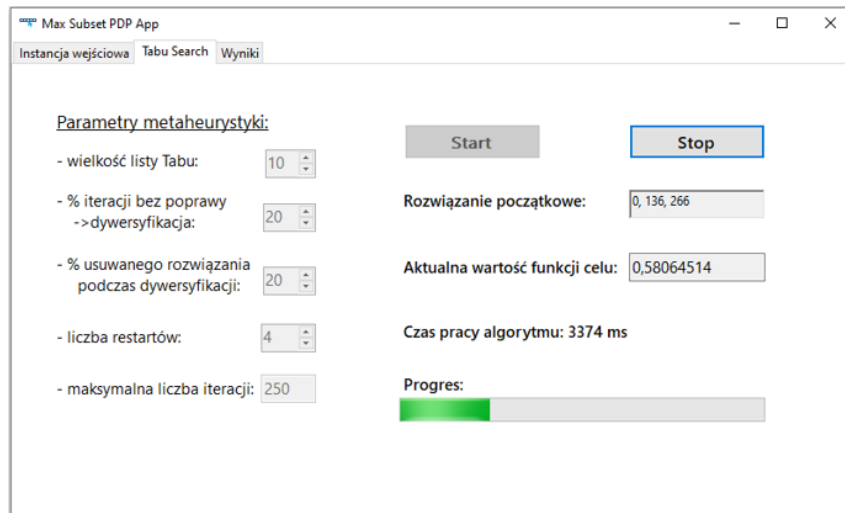 Max Subset PDP App
Instancja wejściowa Tabu Search Wyniki
Parametry metaheurystyki:
- wielkość listy Tabu: 10
- % iteracji bez poprawy
->dywersyfikacja: 20
- % usuwanego rozwiązania
podczas dywersyfikacji: 20
- liczba restartów: 4
- maksymalna liczba iteracji: 250
Start Stop
Rozwiązanie początkowe: 0, 136, 266
Aktualna wartość funkcji celu: 0,58064514
Czas pracy algorytmu: 3374 ms
Progres: